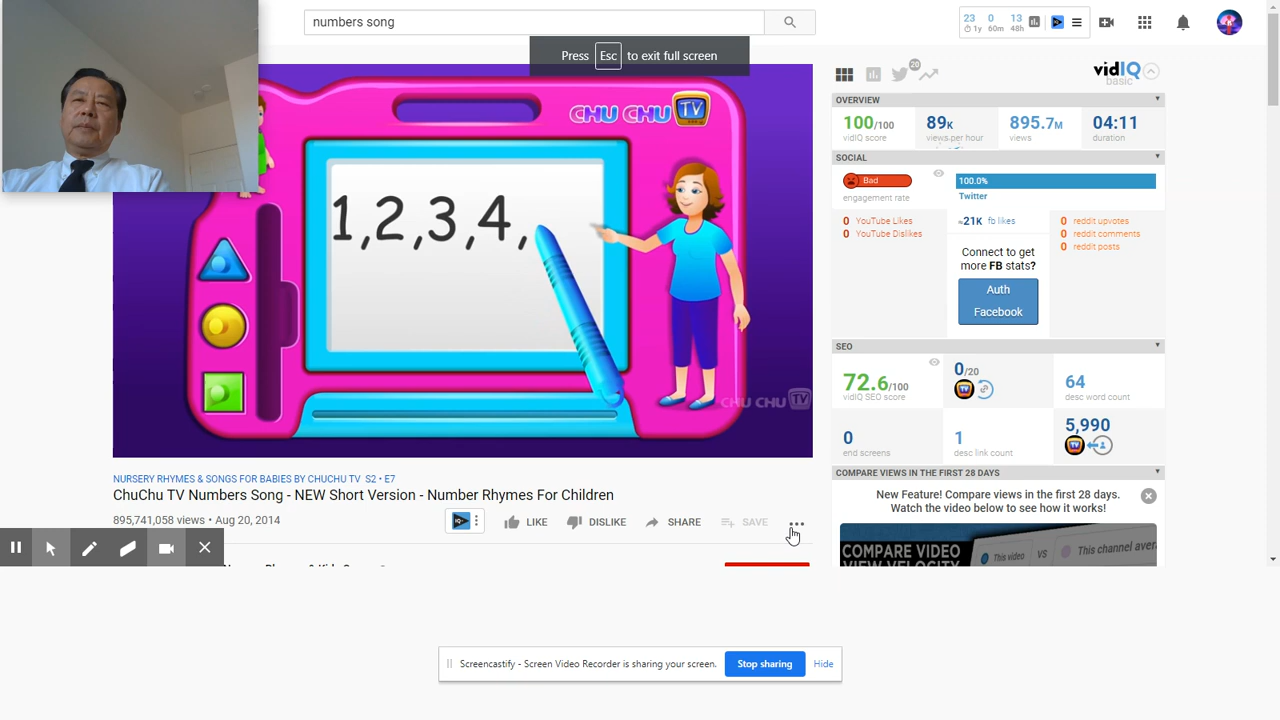 numbers song
Press Esc to exit full screen
23 0 13
1y 60m 48h
20
vidIQ
basic
OVERVIEW
100/100
vidIQ score
89K
views per hour
895.7M
views
04:11
duration
SOCIAL
Bad
engagement rate
100.0%
Twitter
0 YouTube Likes
0 YouTube Dislikes
≈21K fb likes
0 reddit upvotes
0 reddit comments
0 reddit posts
Connect to get
more FB stats?
Auth
Facebook
SEO
72.6/100
vidIQ SEO score
0/20
64
desc word count
0
end screens
1
desc link count
5,990
COMPARE VIEWS IN THE FIRST 28 DAYS
New Feature! Compare views in the first 28 days.
Watch the video below to see how it works!
COMPARE VIDEO
VIEW VELOCITY
This video VS This channel aver
CHU CHU TV
1,2,3,4,
CHU CHU TV
NURSERY RHYMES & SONGS FOR BABIES BY CHUCHU TV S2 • E7
ChuChu TV Numbers Song - NEW Short Version - Number Rhymes For Children
895,741,058 views • Aug 20, 2014
LIKE DISLIKE SHARE SAVE
Screencastify - Screen Video Recorder is sharing your screen. Stop sharing Hide